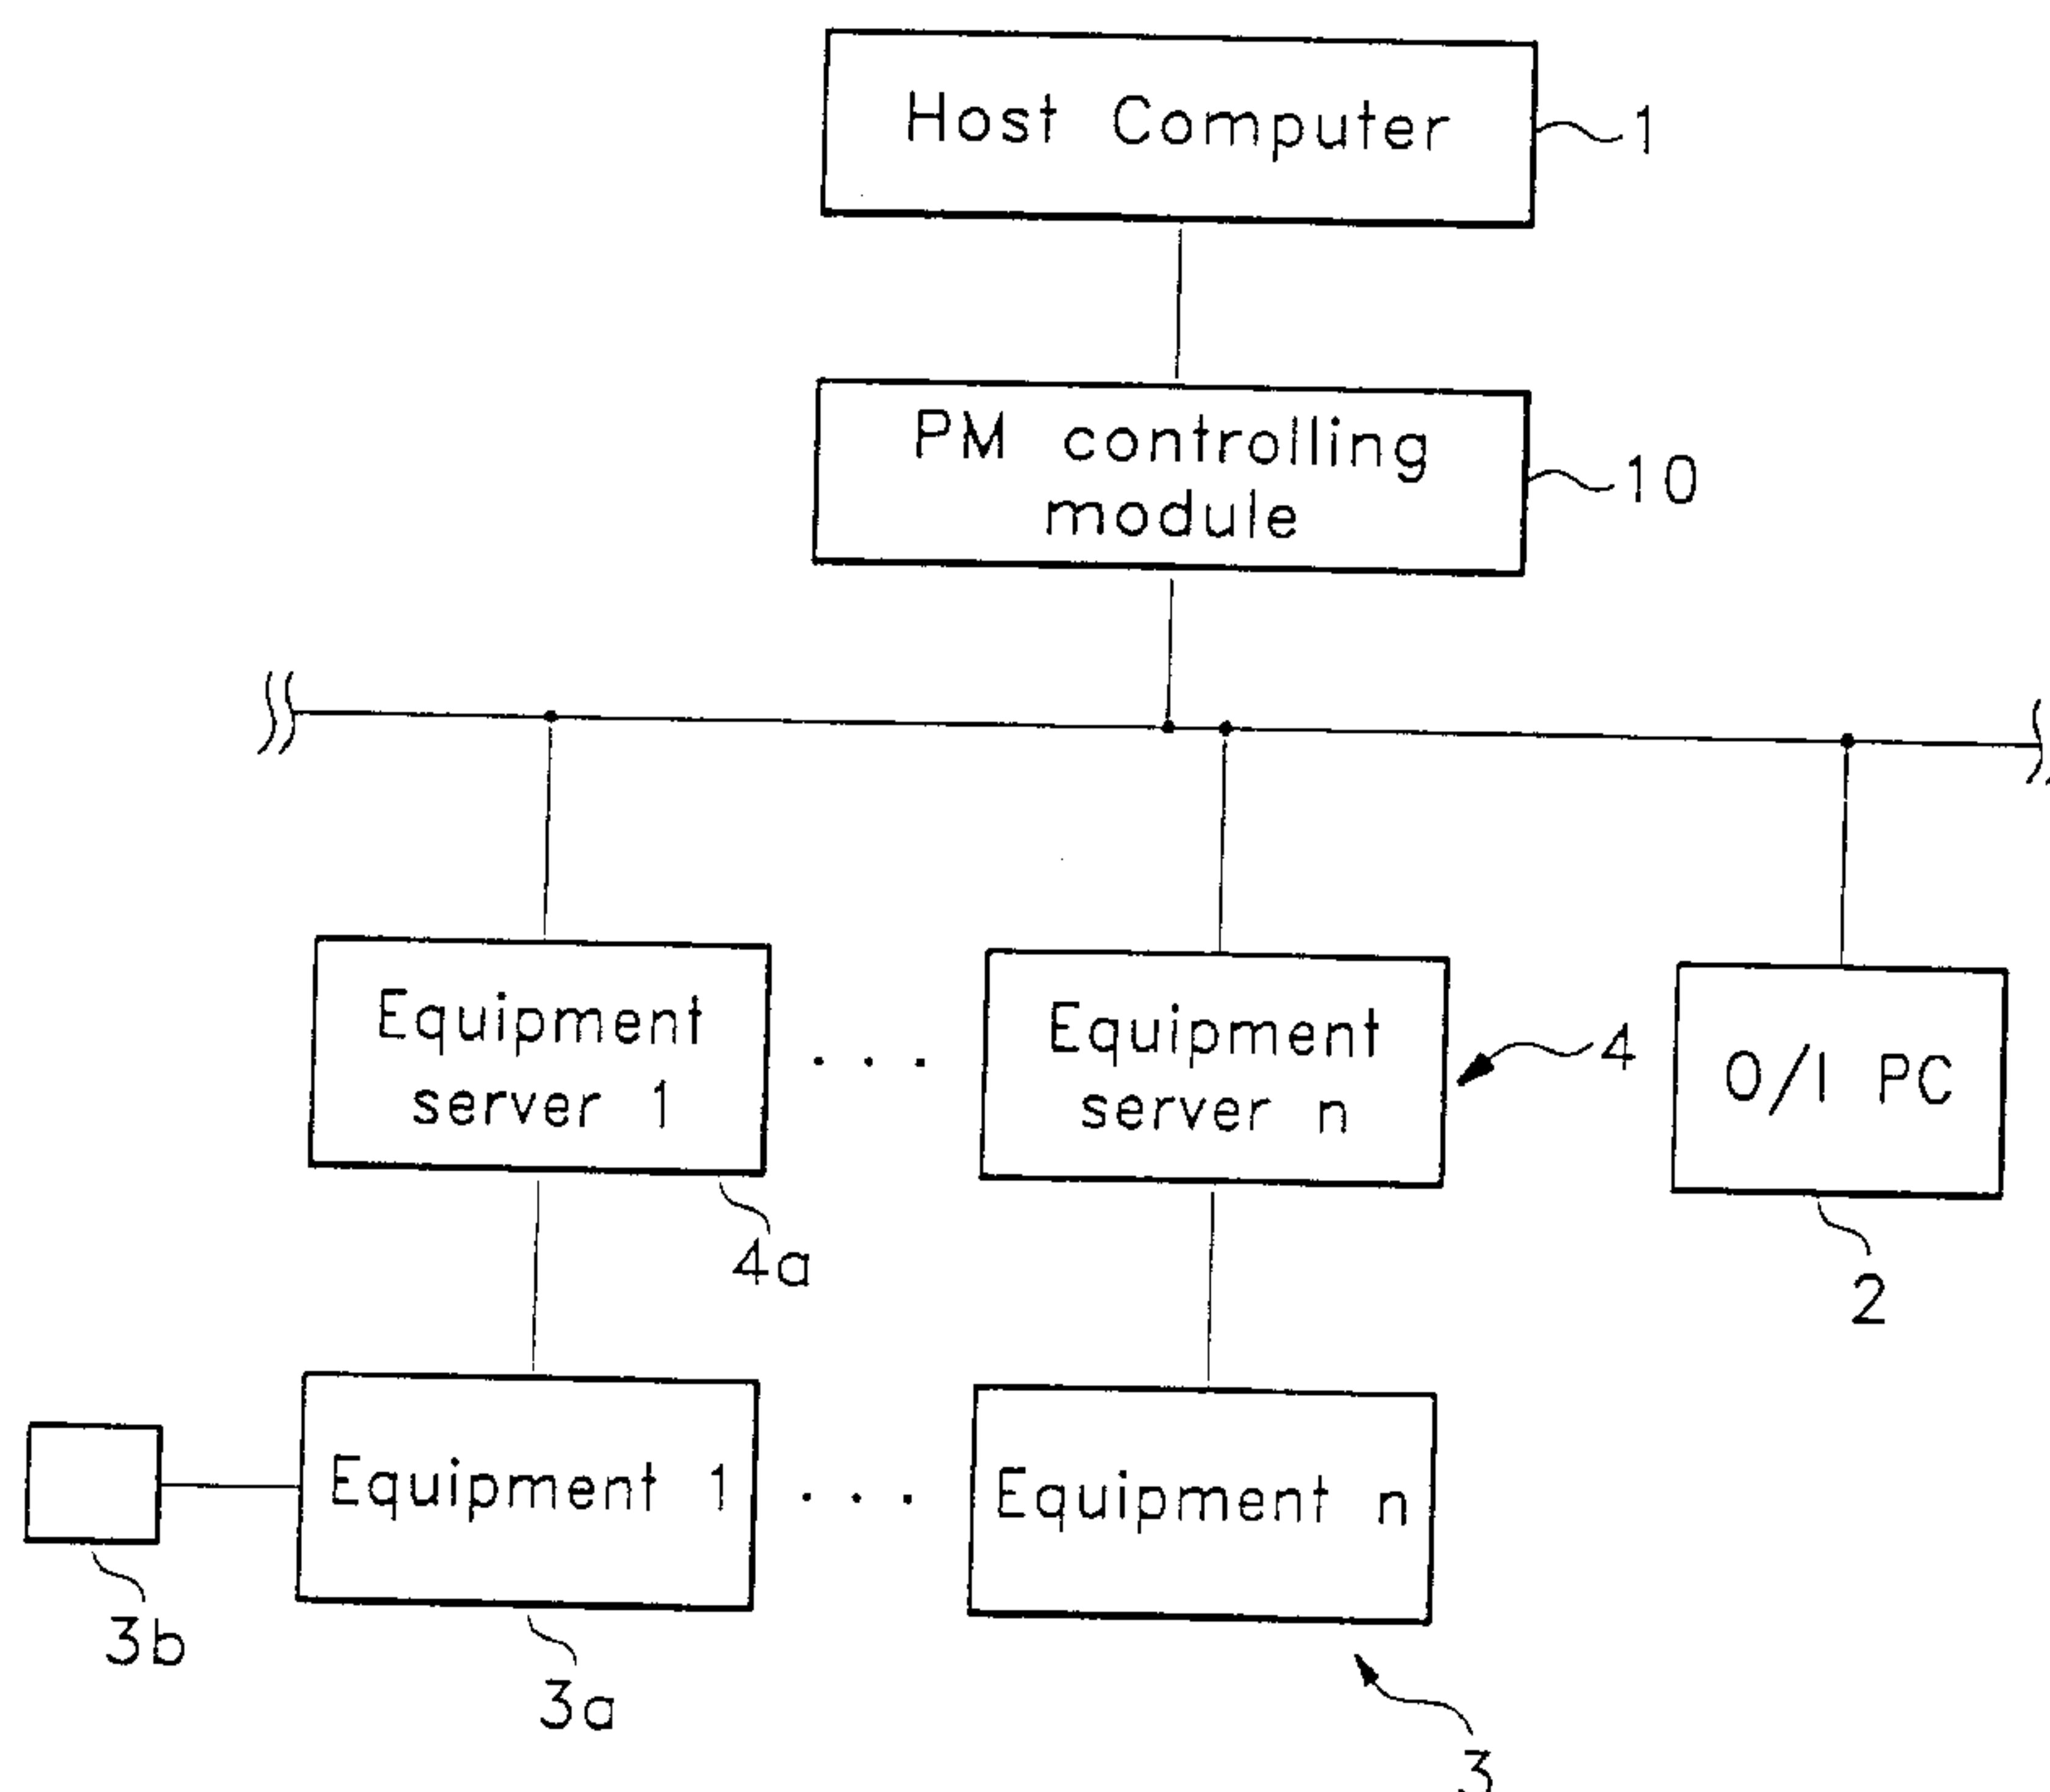 Host Computer
1
PM controlling
module
10
Equipment
server 1
. . .
Equipment
server n
4
O/I PC
4a
2
Equipment 1
. . .
Equipment n
3b
3a
3